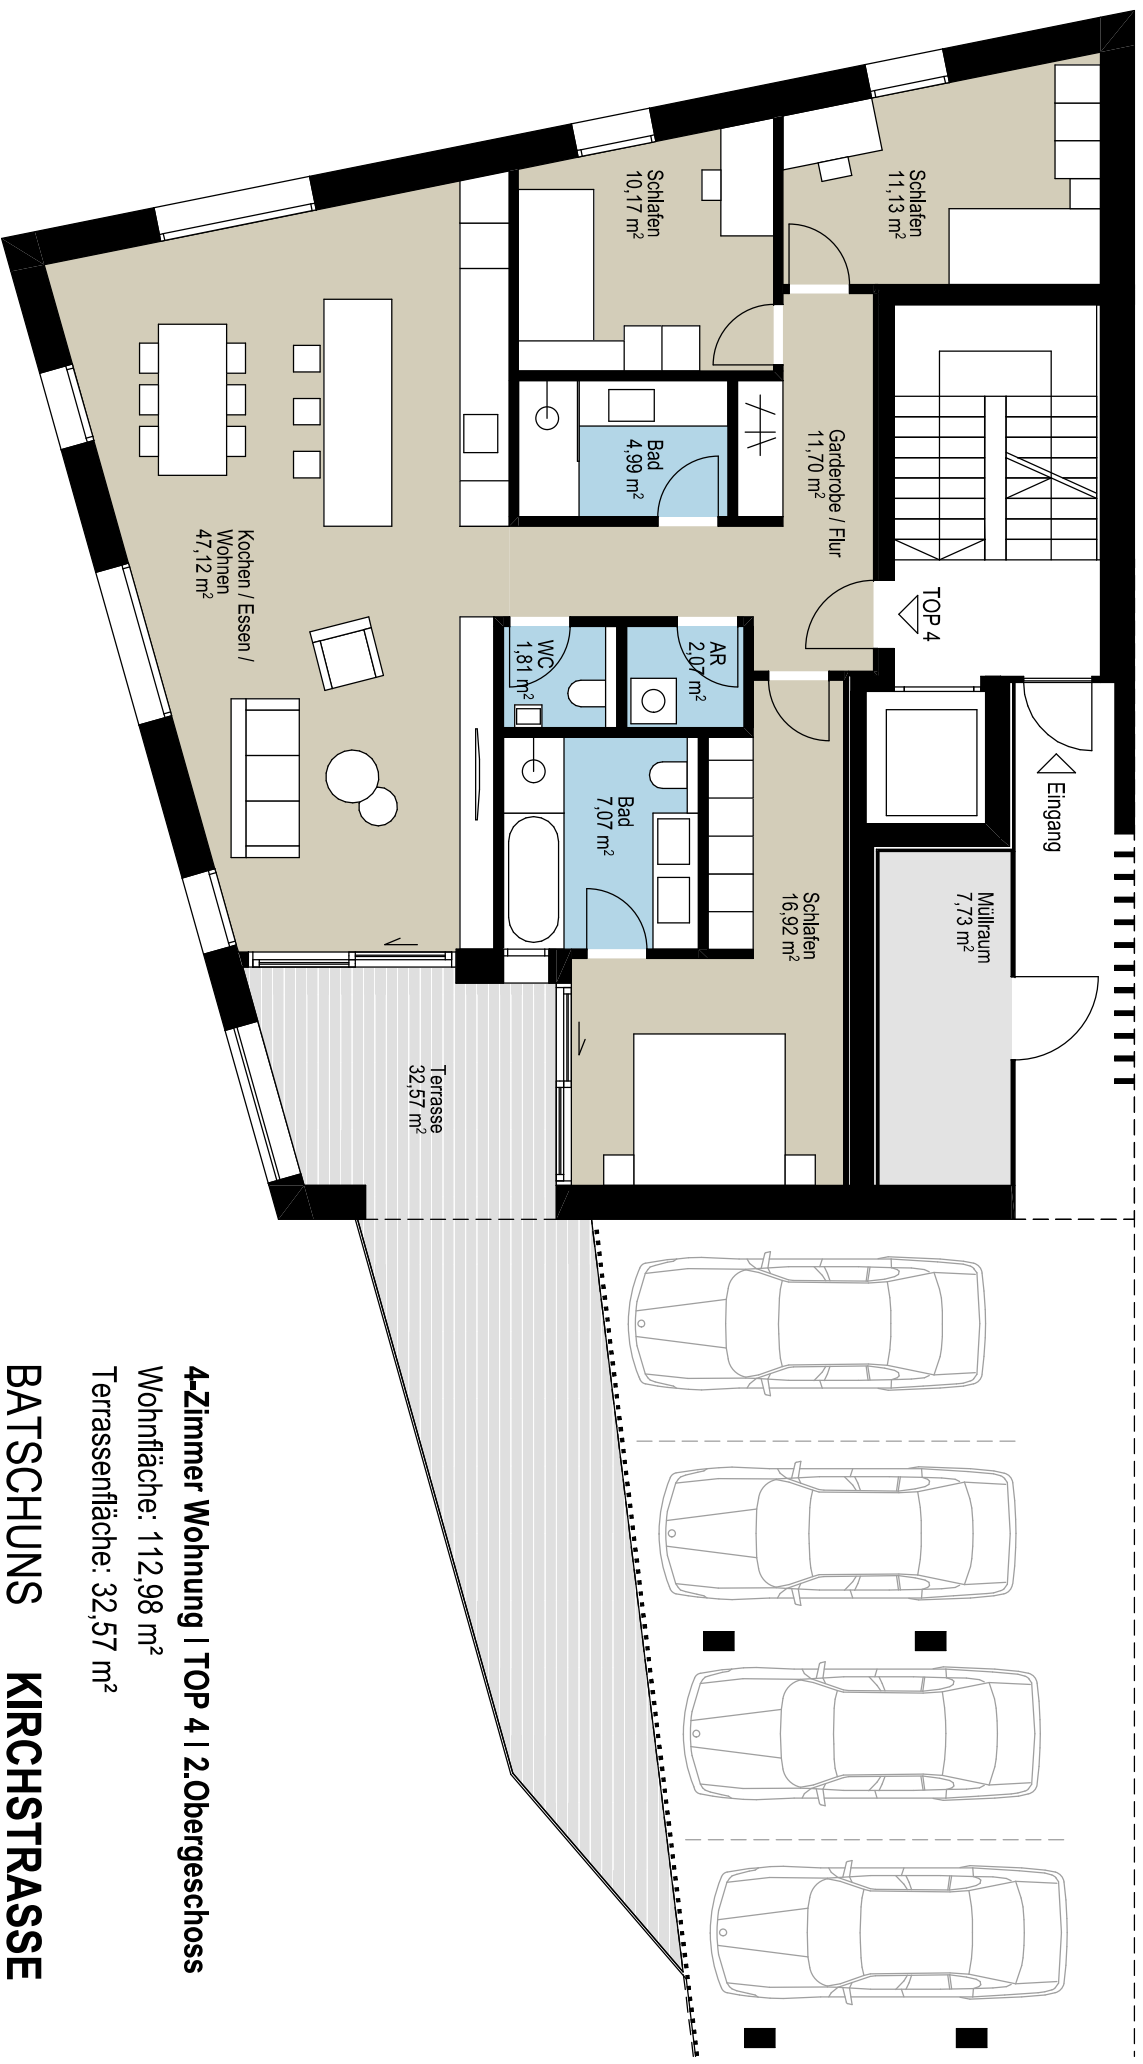 Schlafen
11,13 m²
Schlafen
10,17 m²
Garderobe / Flur
11,70 m²
Bad
4,99 m²
TOP 4
Kochen / Essen /
Wohnen
47,12 m²
AR
2,07 m²
WC
1,81 m²
Eingang
Müllraum
7,73 m²
Schlafen
16,92 m²
Bad
7,07 m²
Terrasse
32,57 m²
4-Zimmer Wohnung I TOP 4 I 2.Obergeschoss
Wohnfläche: 112,98 m²
Terrassenfläche: 32,57 m²
BATSCHUNS KIRCHSTRASSE